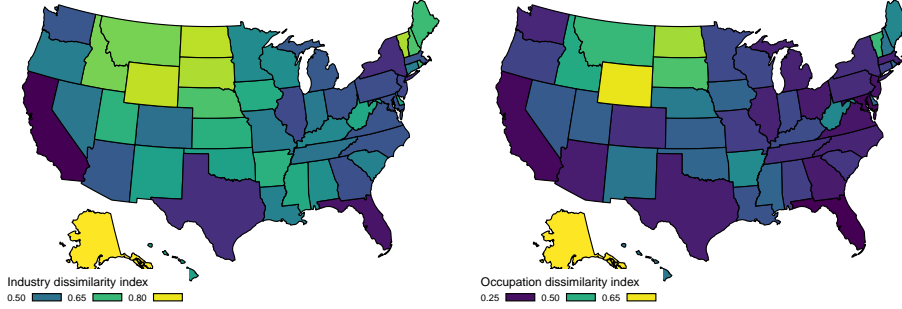 Industry dissimilarity index
0.50 0.65 0.80
Occupation dissimilarity index
0.25 0.50 0.65